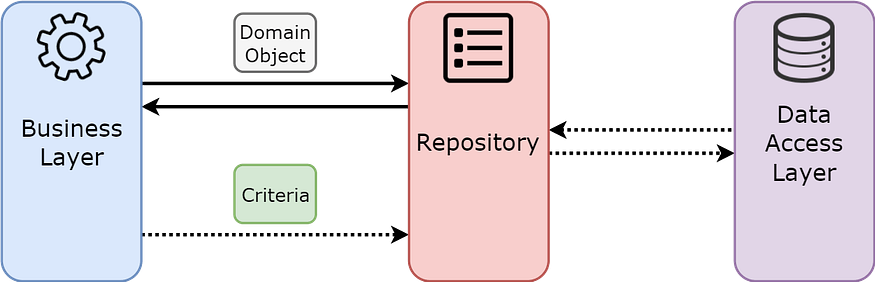 Business
Layer
Domain
Object
Criteria
Repository
Data
Access
Layer